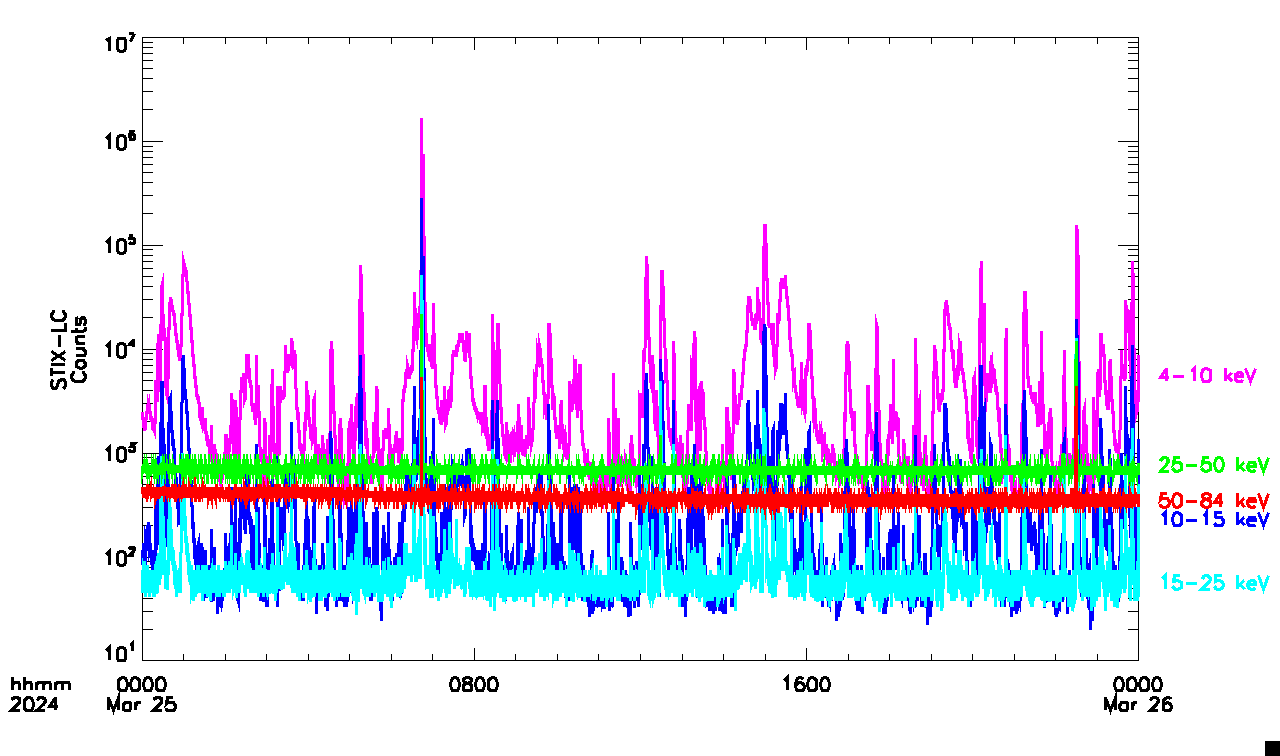 10⁷
10⁶
10⁵
10⁴
10³
10²
10¹
STIX-LC
Counts
4-10 keV
25-50 keV
50-84 keV
10-15 keV
15-25 keV
hhmm 0000 0800 1600 0000
2024 Mar 25 Mar 26